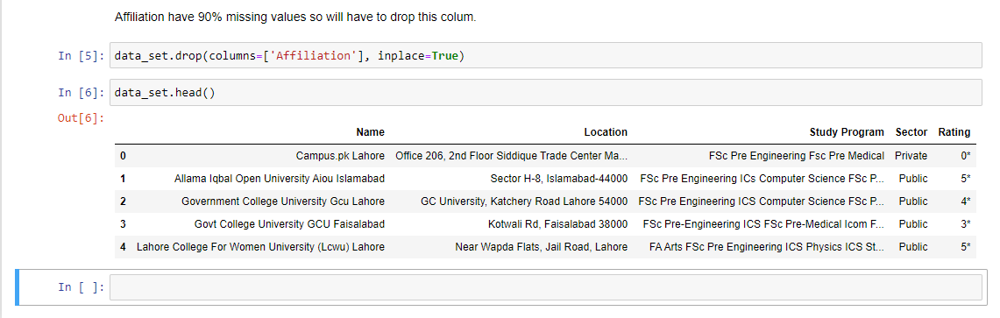 Affiliation have 90% missing values so will have to drop this colum.
In [5]: data_set.drop(columns=['Affiliation'], inplace=True)
In [6]: data_set.head()
Out[6]:
Name Location Study Program Sector Rating
0 Campus.pk Lahore Office 206, 2nd Floor Siddique Trade Center Ma... FSc Pre Engineering Fsc Pre Medical Private 0*
1 Allama Iqbal Open University Aiou Islamabad Sector H-8, Islamabad-44000 FSc Pre Engineering ICs Computer Science FSc P... Public 5*
2 Government College University Gcu Lahore GC University, Katchery Road Lahore 54000 FSc Pre Engineering ICS Computer Science FSc P... Public 4*
3 Govt College University GCU Faisalabad Kotwali Rd, Faisalabad 38000 FSc Pre-Engineering ICS FSc Pre-Medical Icom F... Public 3*
4 Lahore College For Women University (Lcwu) Lahore Near Wapda Flats, Jail Road, Lahore FA Arts FSc Pre Engineering ICS Physics ICS St... Public 5*
In [ ]: